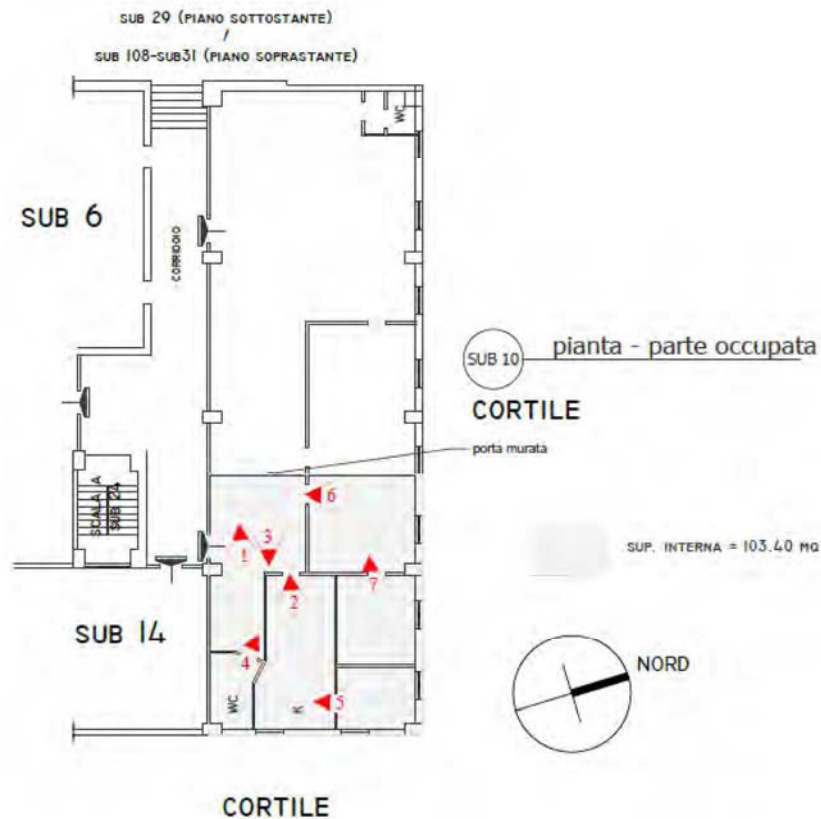 SUB 29 (PIANO SOTTOSTANTE)
/
SUB 108-SUB31 (PIANO SOPRASTANTE)
WC
SUB 6
CORRIDOIO
SUB 10
pianta - parte occupata
CORTILE
porta murata
SCALA A
SUB 24
6
3
1
2
7
SUP. INTERNA = 103.40 MQ
SUB 14
4
WC
K
5
NORD
CORTILE